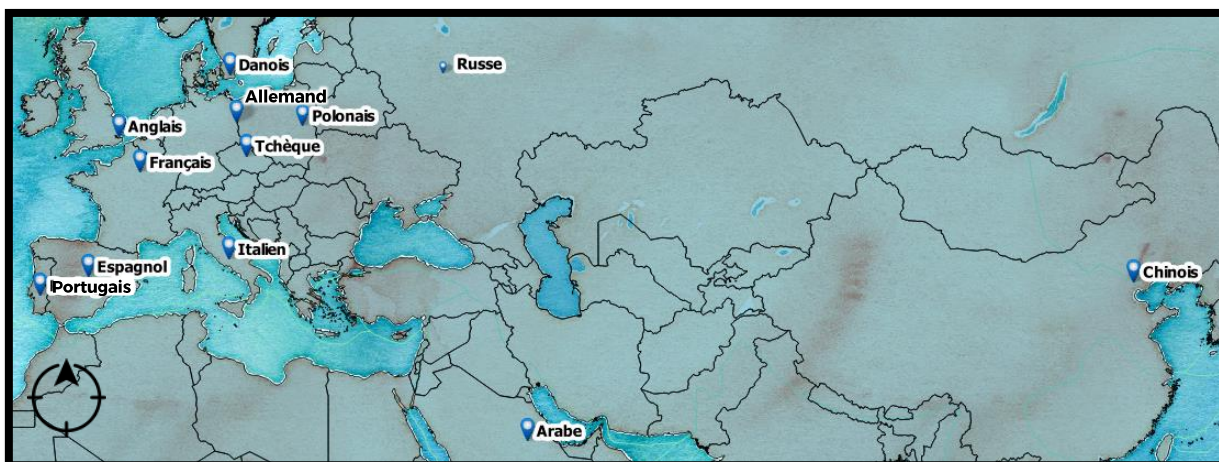 Danois
Russe
Allemand
Polonais
Anglais
Tchèque
Français
Italien
Espagnol
Portugais
Chinois
Arabe